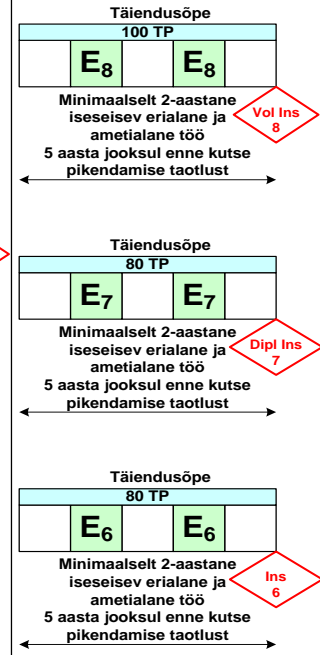 Täiendusõpe
100 TP
E8 E8
Minimaalselt 2-aastane
iseseisev erialane ja
ametialane töö
5 aasta jooksul enne kutse
pikendamise taotlust
Vol Ins
8
Täiendusõpe
80 TP
E7 E7
Minimaalselt 2-aastane
iseseisev erialane ja
ametialane töö
5 aasta jooksul enne kutse
pikendamise taotlust
Dipl Ins
7
Täiendusõpe
80 TP
E6 E6
Minimaalselt 2-aastane
iseseisev erialane ja
ametialane töö
5 aasta jooksul enne kutse
pikendamise taotlust
Ins
6